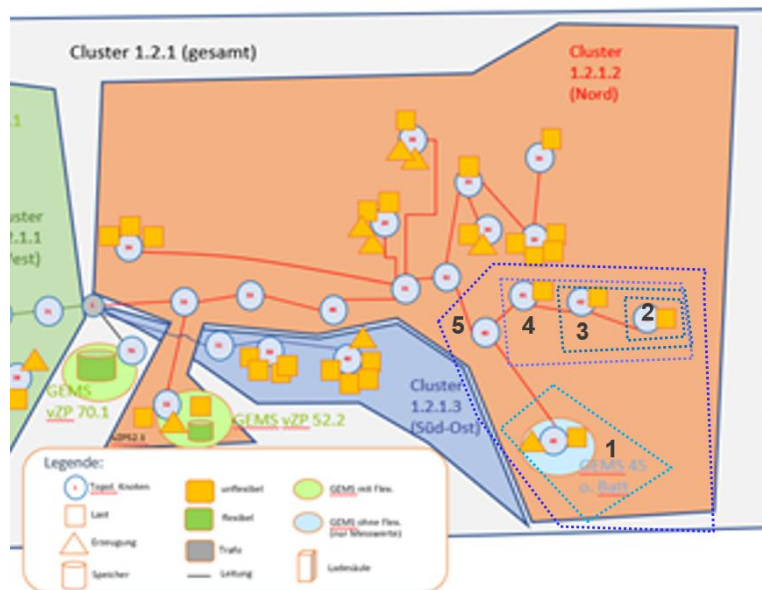 Cluster 1.2.1 (gesamt)
Cluster
1.2.1.2
(Nord)
.1
uster
2.1.1
est)
5
4
3
2
1
GEMS
vZP 70.1
GEMS vZP 52.2
Cluster
1.2.1.3
(Süd-Ost)
GEMS 45
o. Batt
Legende:
Topol. Knoten
Last
Erzeugung
Speicher
unflexibel
flexibel
Trafo
Leitung
GEMS mit Flex.
GEMS ohne Flex.
(nur Messwerte)
Ladesäule